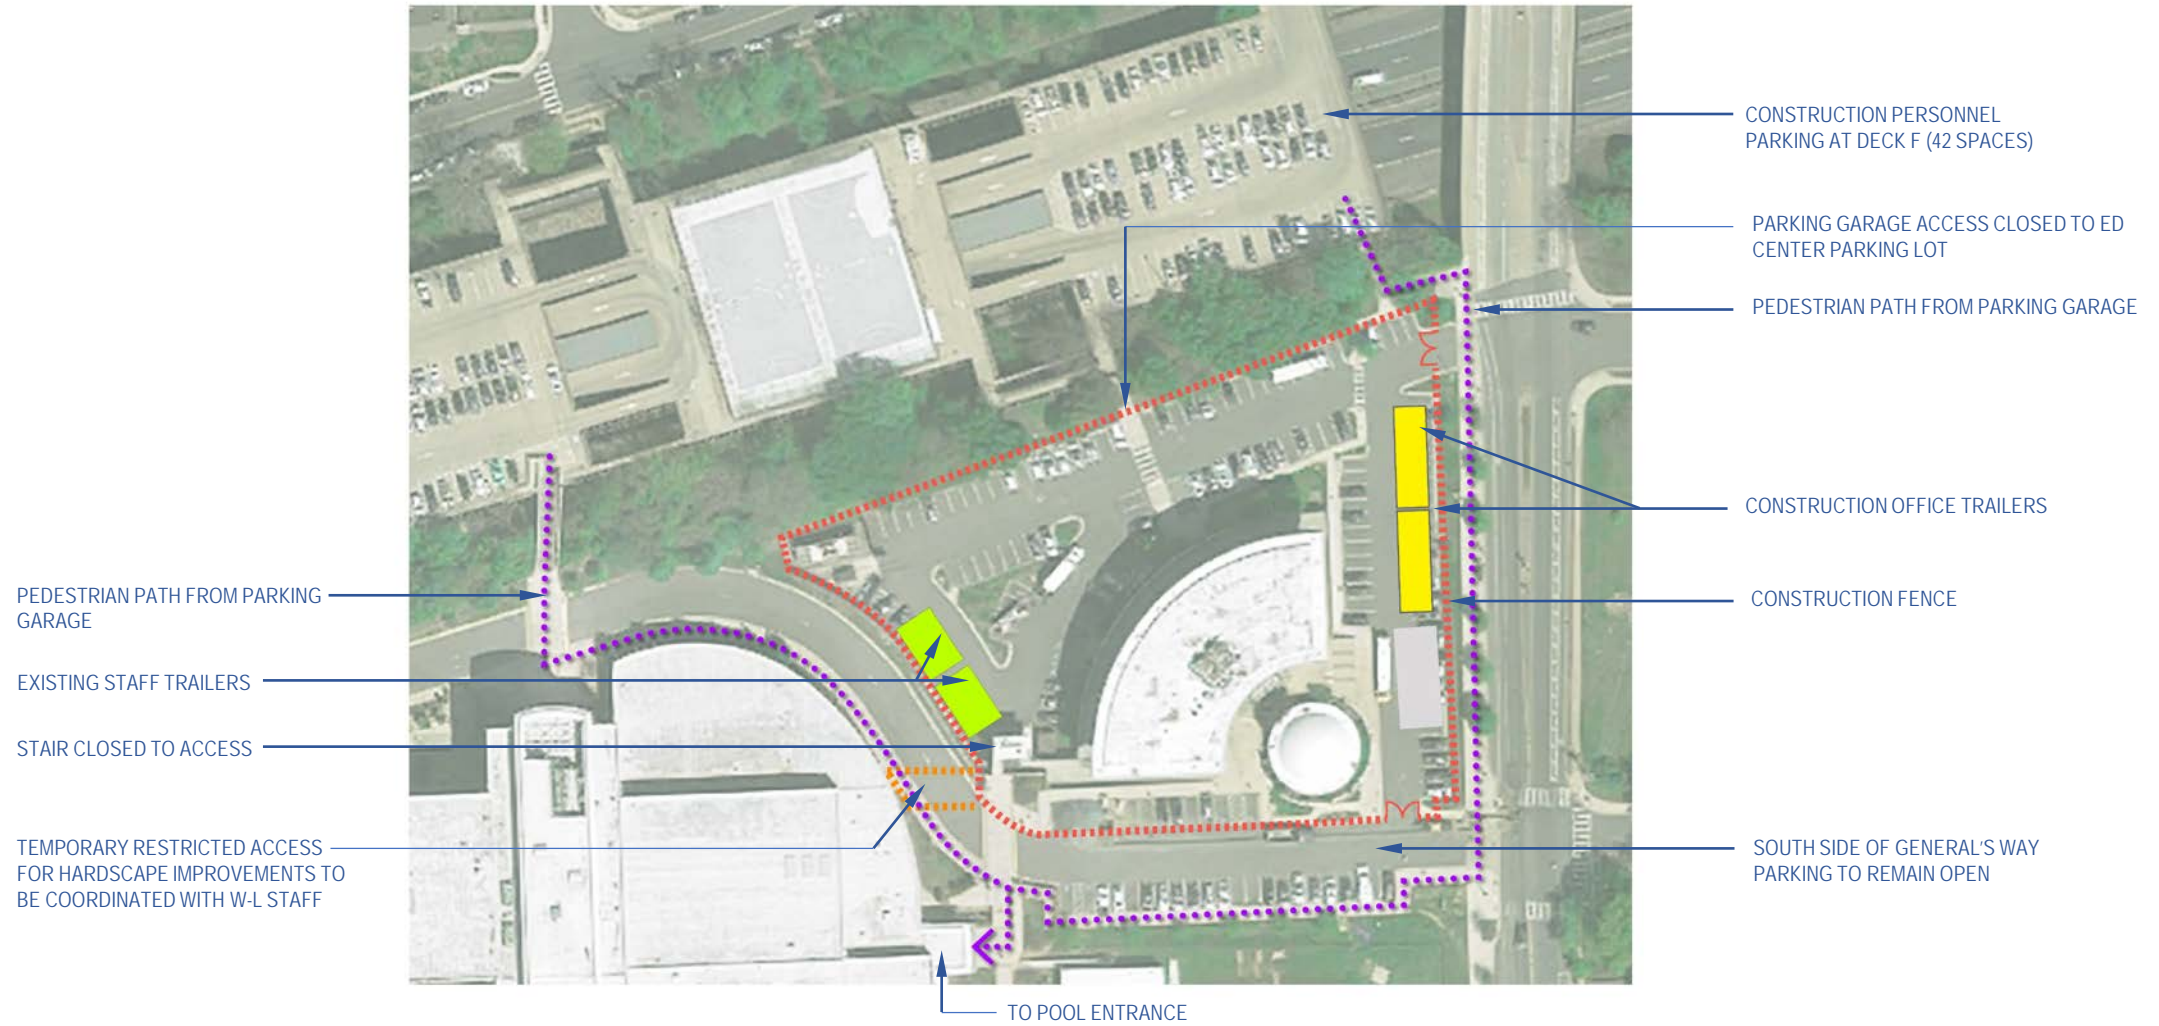 CONSTRUCTION PERSONNEL
PARKING AT DECK F (42 SPACES)
PARKING GARAGE ACCESS CLOSED TO ED
CENTER PARKING LOT
PEDESTRIAN PATH FROM PARKING GARAGE
CONSTRUCTION OFFICE TRAILERS
CONSTRUCTION FENCE
SOUTH SIDE OF GENERAL'S WAY
PARKING TO REMAIN OPEN
PEDESTRIAN PATH FROM PARKING
GARAGE
EXISTING STAFF TRAILERS
STAIR CLOSED TO ACCESS
TEMPORARY RESTRICTED ACCESS
FOR HARDSCAPE IMPROVEMENTS TO
BE COORDINATED WITH W-L STAFF
TO POOL ENTRANCE